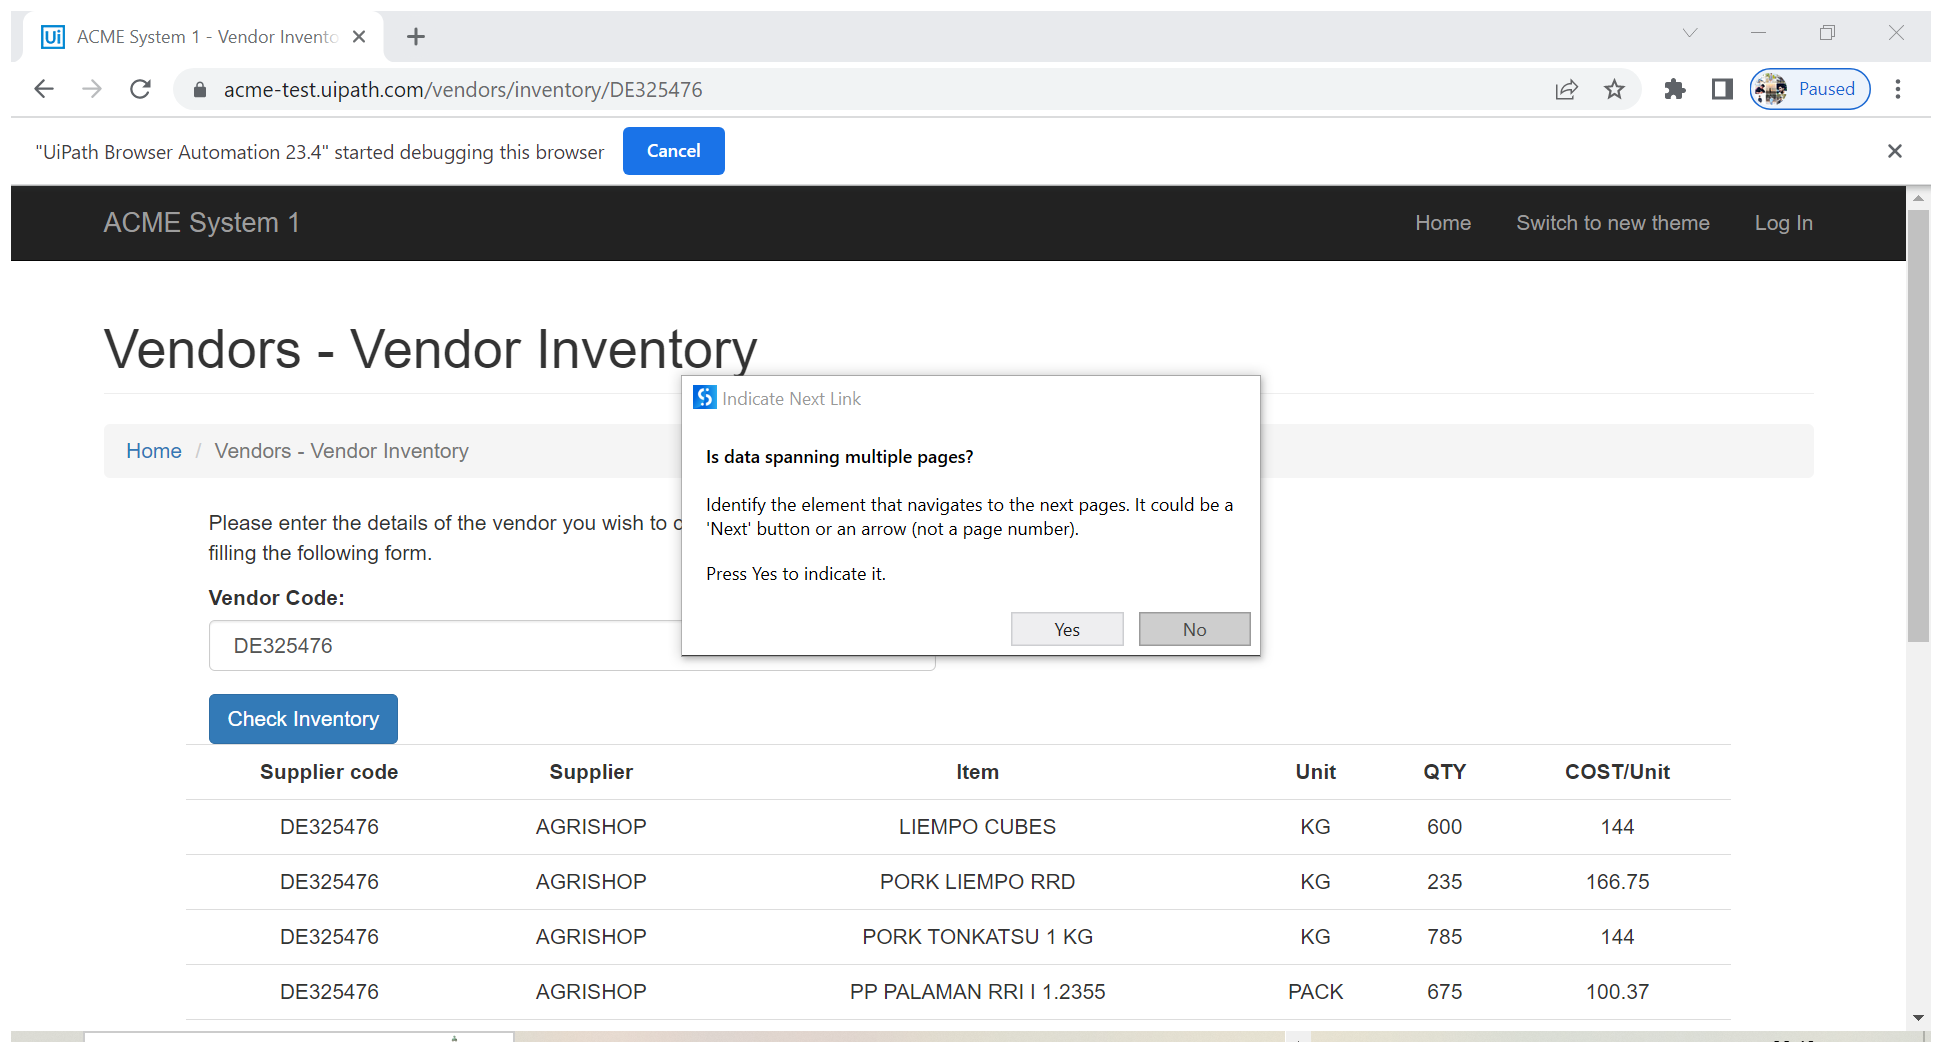 Ui ACME System 1 - Vendor Invento
acme-test.uipath.com/vendors/inventory/DE325476
Paused
"UiPath Browser Automation 23.4" started debugging this browser
Cancel
ACME System 1
Home
Switch to new theme
Log In
Vendors - Vendor Inventory
Home / Vendors - Vendor Inventory
Please enter the details of the vendor you wish to
filling the following form.
Vendor Code:
DE325476
Indicate Next Link
Is data spanning multiple pages?
Identify the element that navigates to the next pages. It could be a
'Next' button or an arrow (not a page number).
Press Yes to indicate it.
Yes
No
Check Inventory
Supplier code Supplier Item Unit QTY COST/Unit
DE325476 AGRISHOP LIEMPO CUBES KG 600 144
DE325476 AGRISHOP PORK LIEMPO RRD KG 235 166.75
DE325476 AGRISHOP PORK TONKATSU 1 KG KG 785 144
DE325476 AGRISHOP PP PALAMAN RRI I 1.2355 PACK 675 100.37